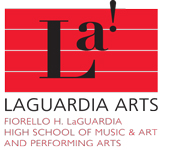 La!
LAGUARDIA ARTS
FIORELLO H. LaGUARDIA
HIGH SCHOOL OF MUSIC & ART
AND PERFORMING ARTS